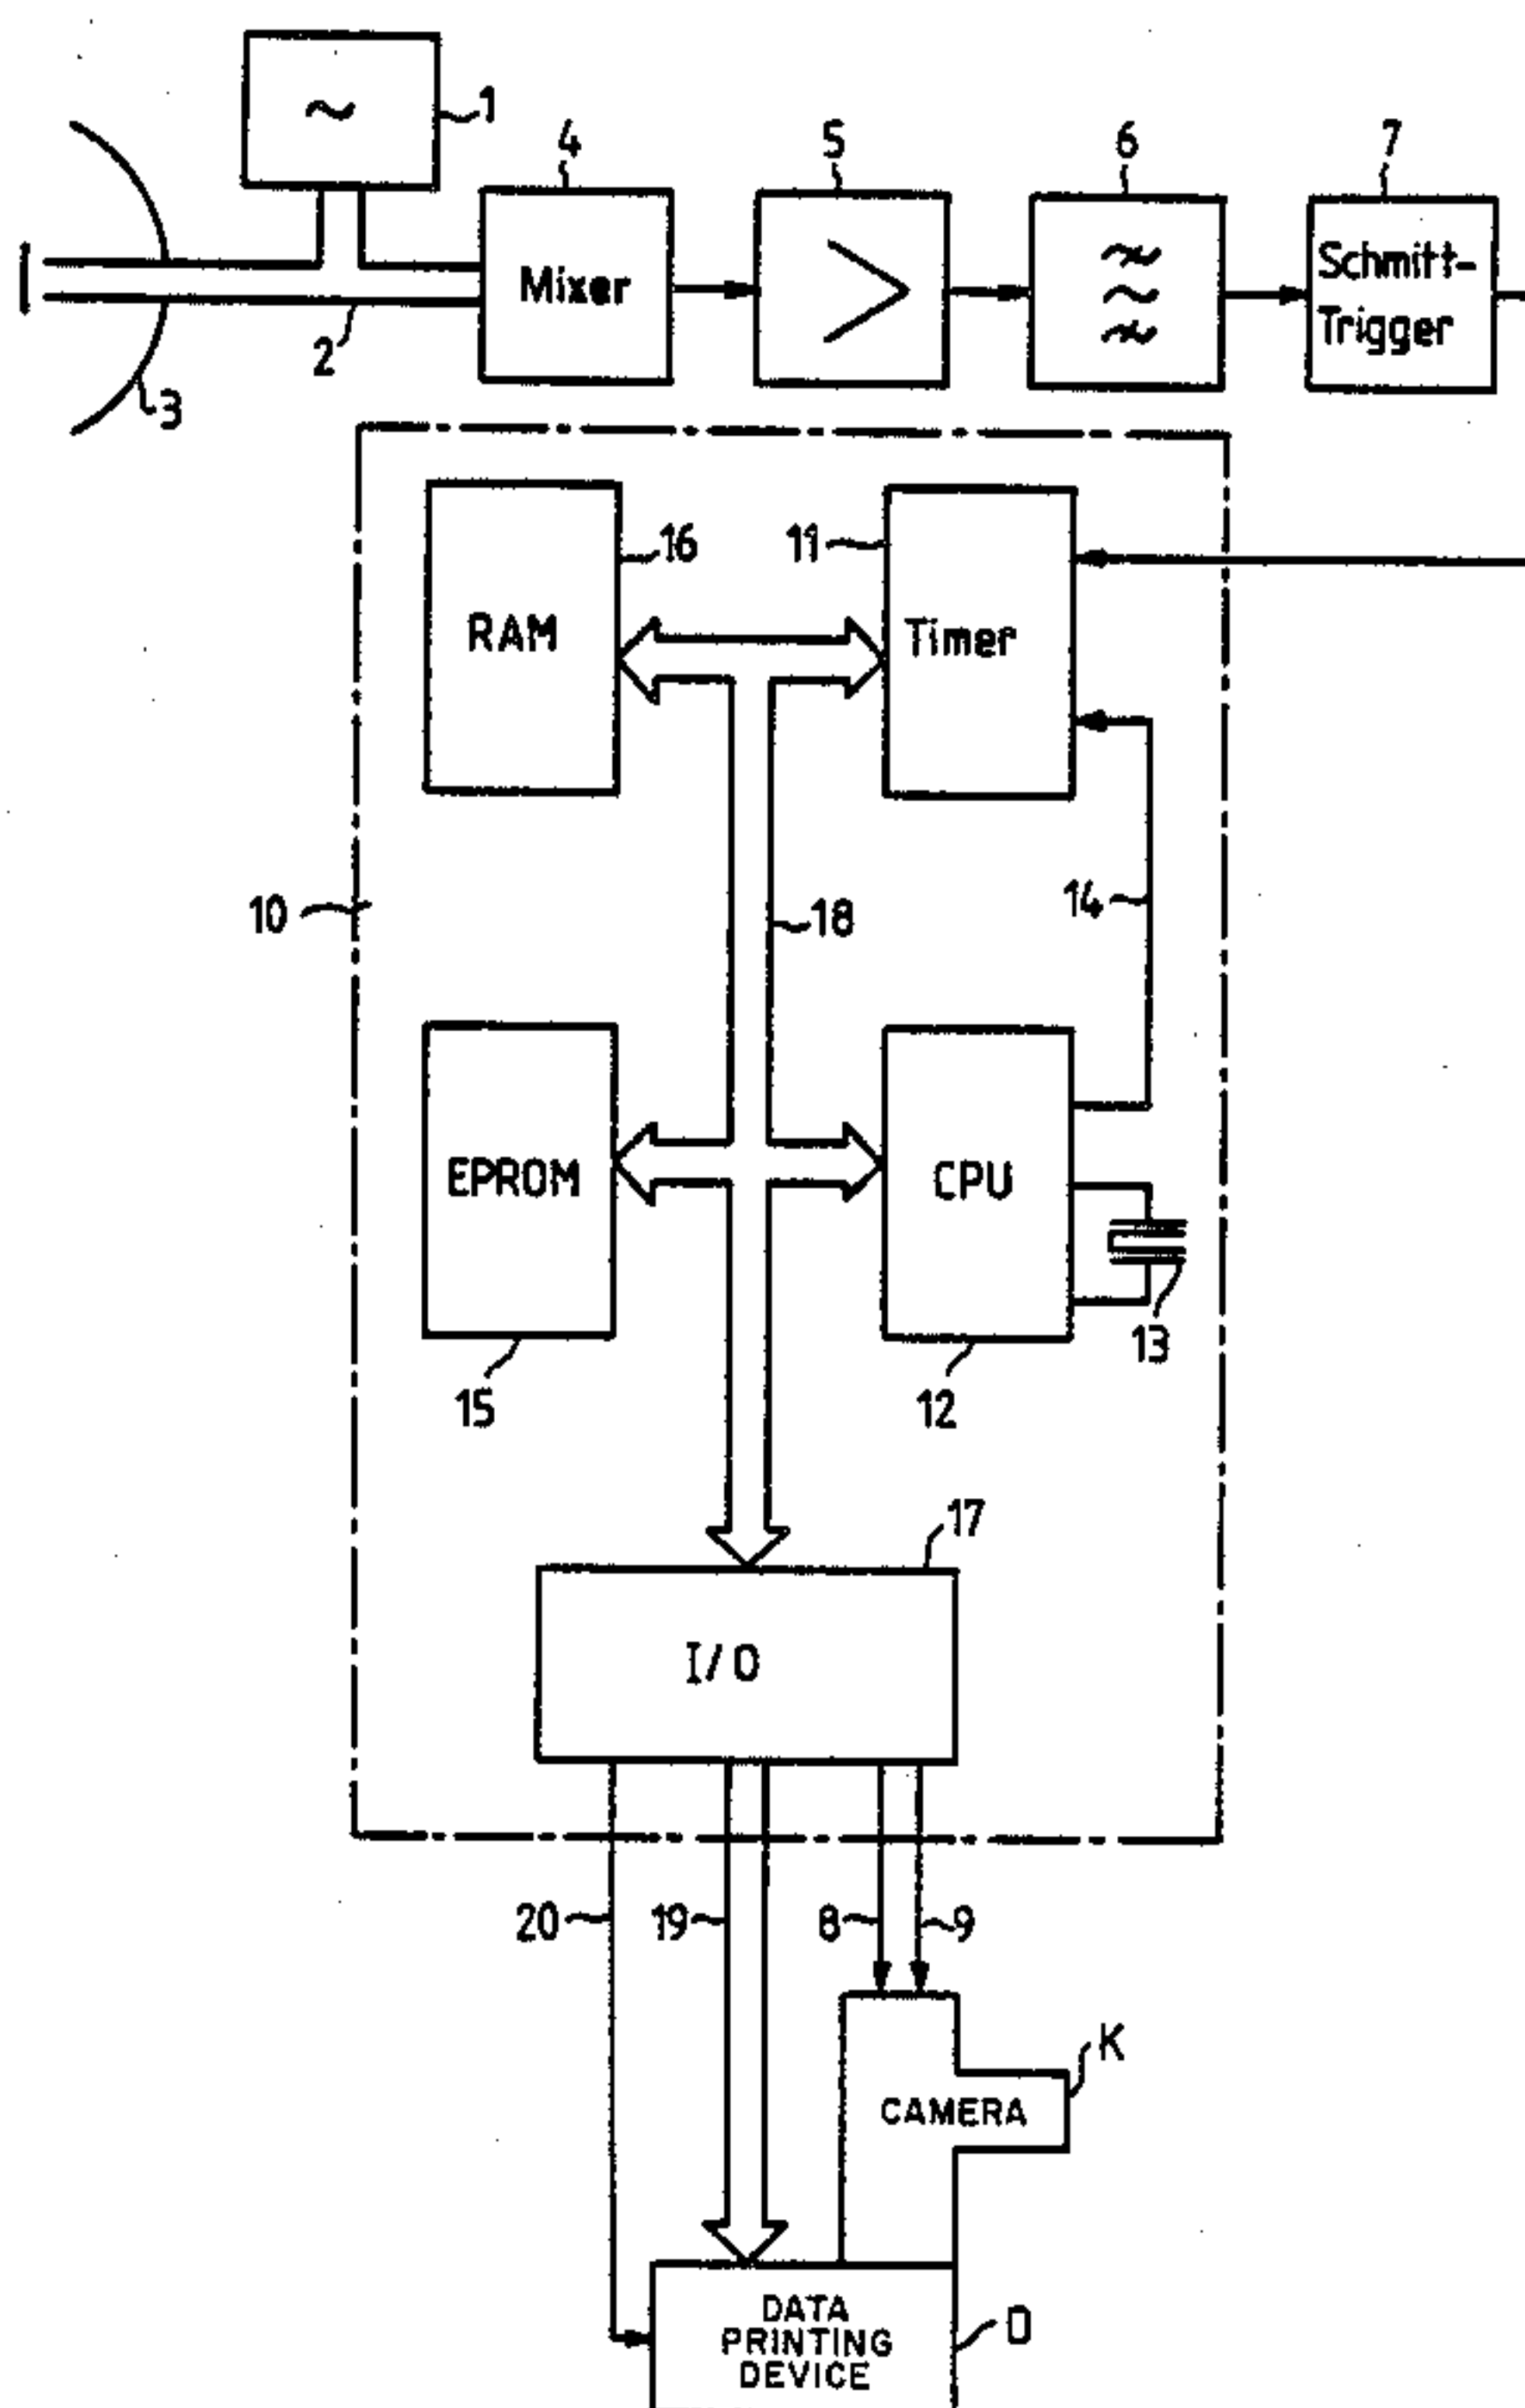 ~
1
4
5
6
7
Mixer
Schmitt-
Trigger
2
3
16
11
RAM
Timer
10
18
14
EPROM
CPU
13
15
12
17
I/O
20
19
8
9
K
CAMERA
DATA
PRINTING
DEVICE
D